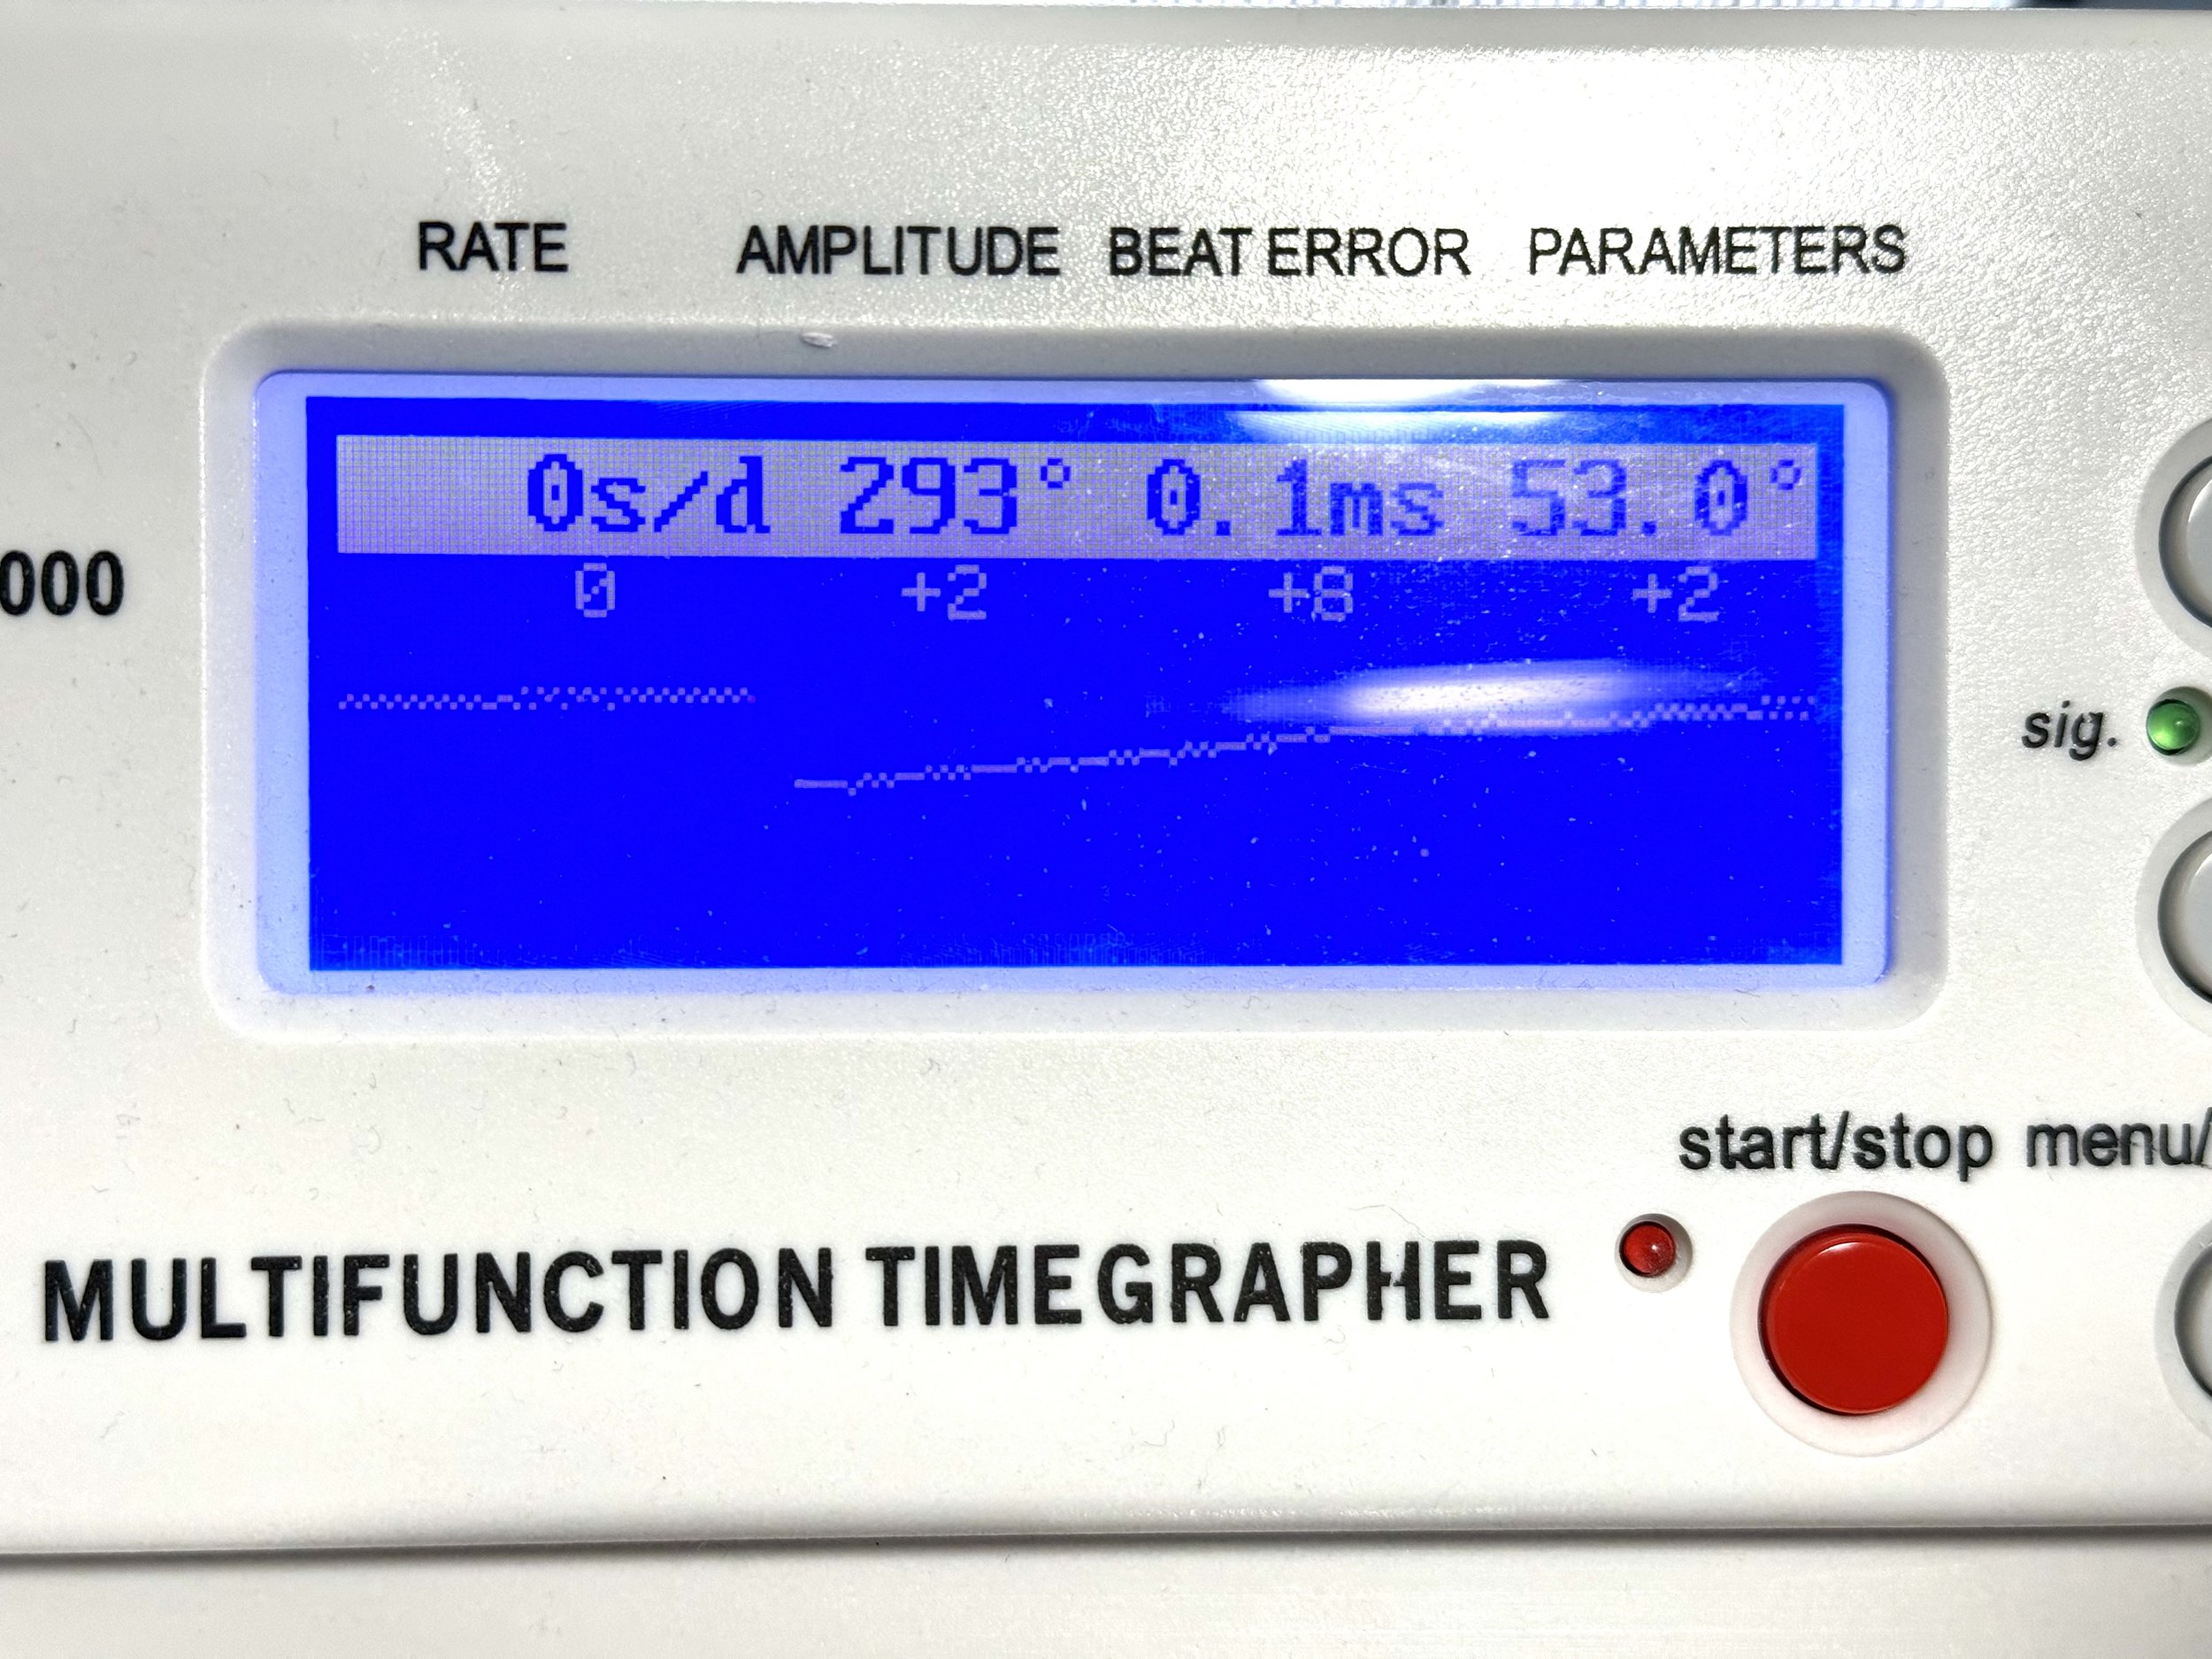 RATE AMPLITUDE BEAT ERROR PARAMETERS
0s/d 293° 0.1ms 53.0°
0 +2 +8 +2
000
sig.
start/stop menu/
MULTIFUNCTION TIMEGRAPHER